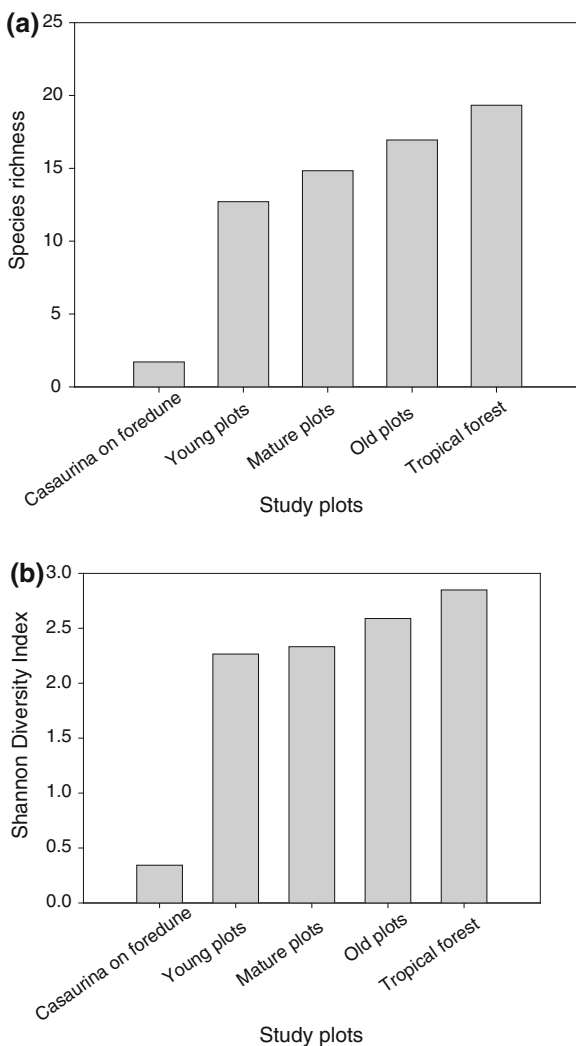 (a)
25
20
15
10
5
0
Species richness
Casaurina on foredune
Young plots
Mature plots
Old plots
Tropical forest
Study plots
(b)
3.0
2.5
2.0
1.5
1.0
0.5
0.0
Shannon Diversity Index
Casaurina on foredune
Young plots
Mature plots
Old plots
Tropical forest
Study plots